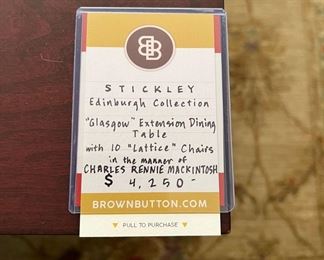 BB
STICKLEY
Edinburgh Collection
"Glasgow" Extension Dining
Table
with 10 "Lattice" Chairs
in the manner of
CHARLES RENNIE MACKINTOSH
$ 4,250-
BROWNBUTTON.COM
PULL TO PURCHASE